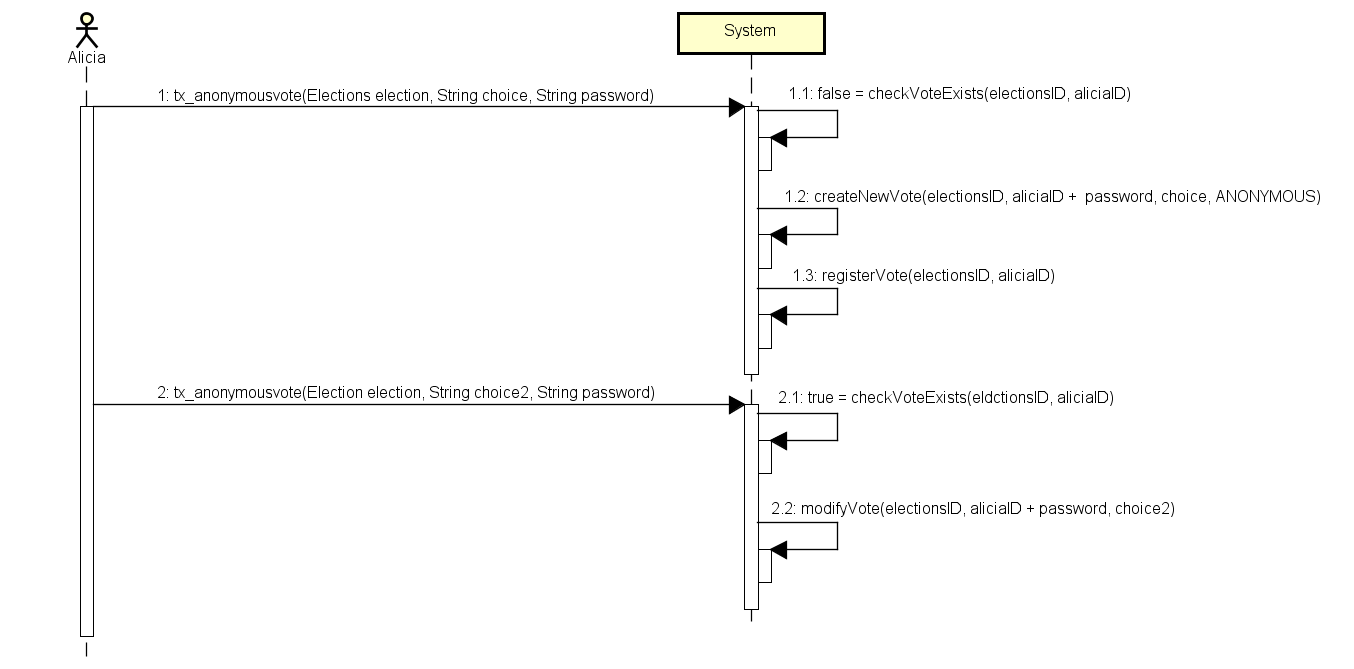 Alicia
System
1: tx_anonymousvote(Elections election, String choice, String password)
1.1: false = checkVoteExists(electionsID, aliciaID)
1.2: createNewVote(electionsID, aliciaID + password, choice, ANONYMOUS)
1.3: registerVote(electionsID, aliciaID)
2: tx_anonymousvote(Election election, String choice2, String password)
2.1: true = checkVoteExists(eldctionsID, aliciaID)
2.2: modifyVote(electionsID, aliciaID + password, choice2)